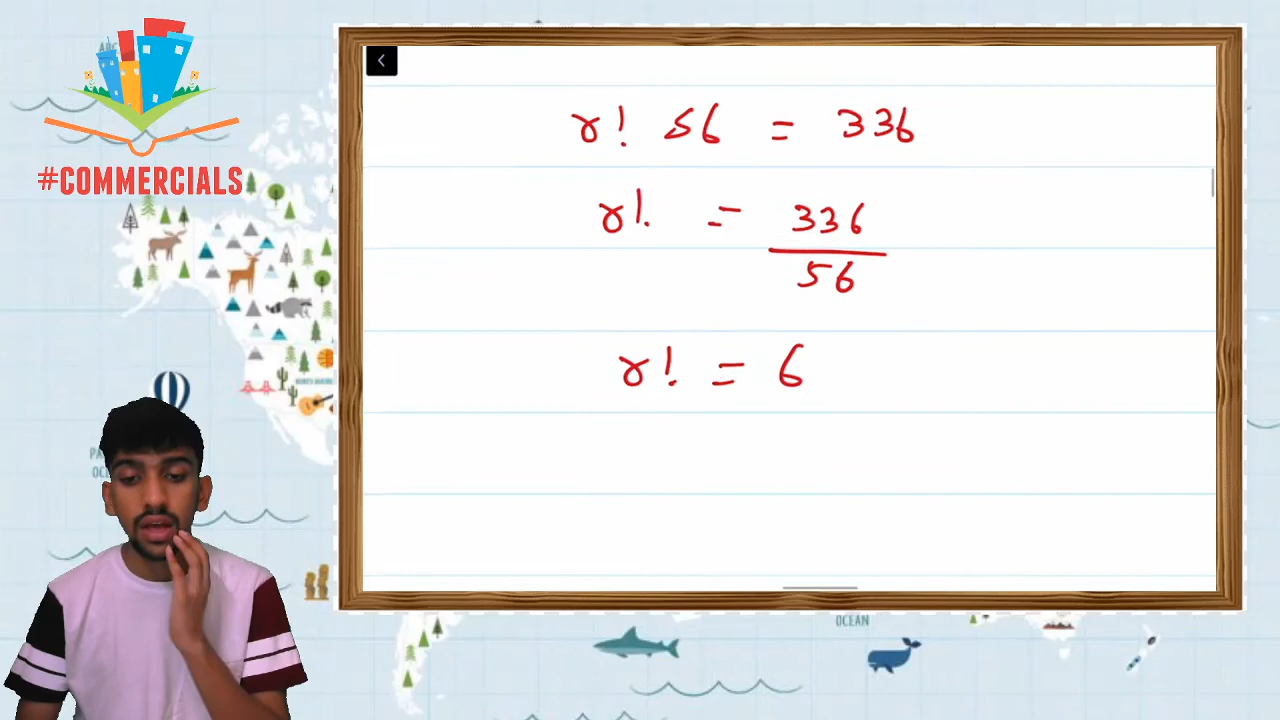 #COMMERCIALS
r! 56 = 336
r! = 336
56
r! = 6
OCEAN